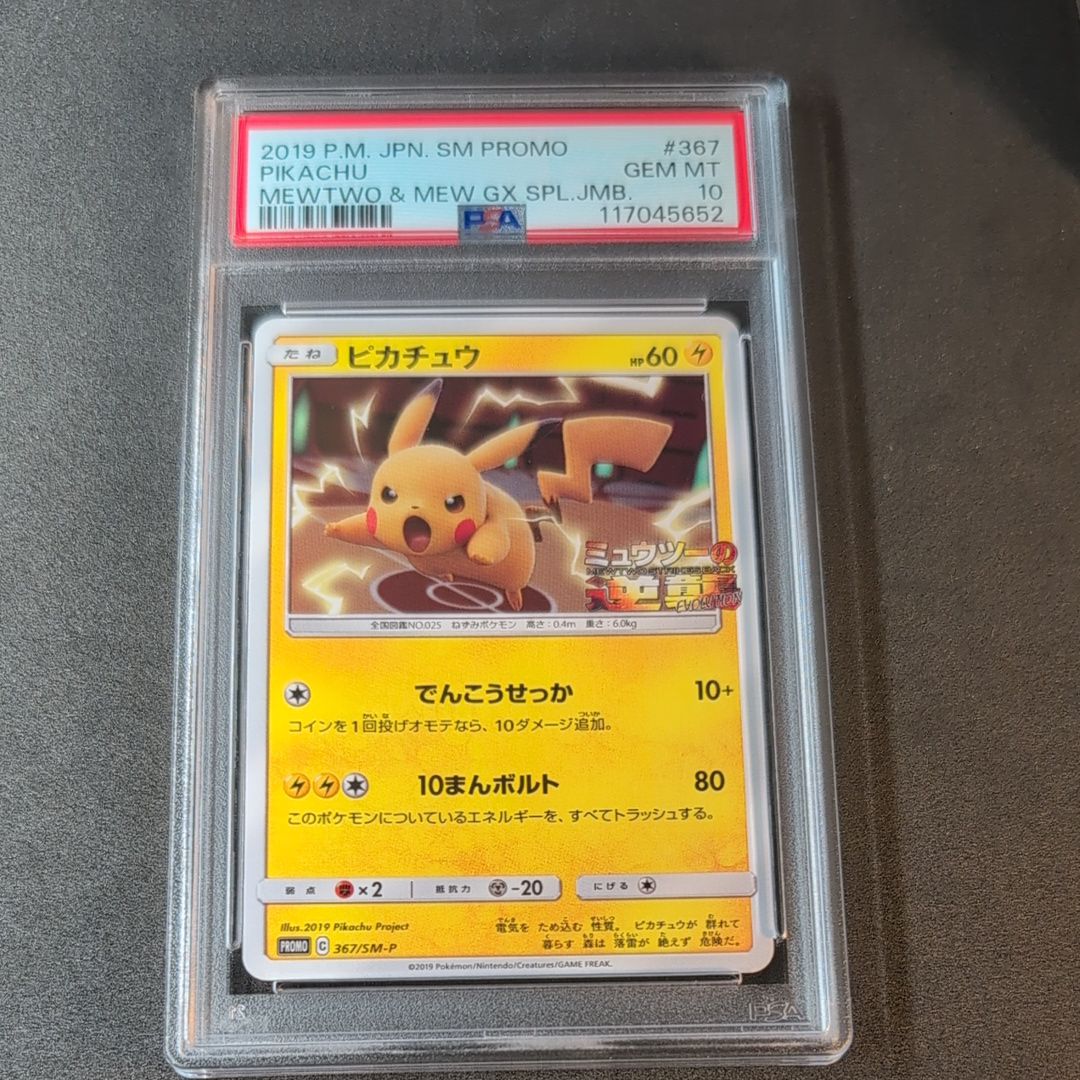 2019 P.M. JPN. SM PROMO #367
PIKACHU GEM MT
MEWTWO & MEW GX SPL.JMB. 10
PSA 117045652
たね ピカチュウ HP60
ミュウツーの
MEWTWO STRIKES BACK
逆襲
EVOLUTION
全国図鑑NO.025 ねずみポケモン 高さ:0.4m 重さ:6.0kg
でんこうせっか 10+
コインを1回投げオモテなら、10ダメージ追加。
10まんボルト 80
このポケモンについているエネルギーを、すべてトラッシュする。
弱点 ×2 抵抗力 -20 にげる
Illus.2019 Pikachu Project
電気を ため込む 性質。 ピカチュウが 群れて
暮らす 森は 落雷が 絶えず 危険だ。
PROMO C 367/SM-P
©2019 Pokémon/Nintendo/Creatures/GAME FREAK.
PSA